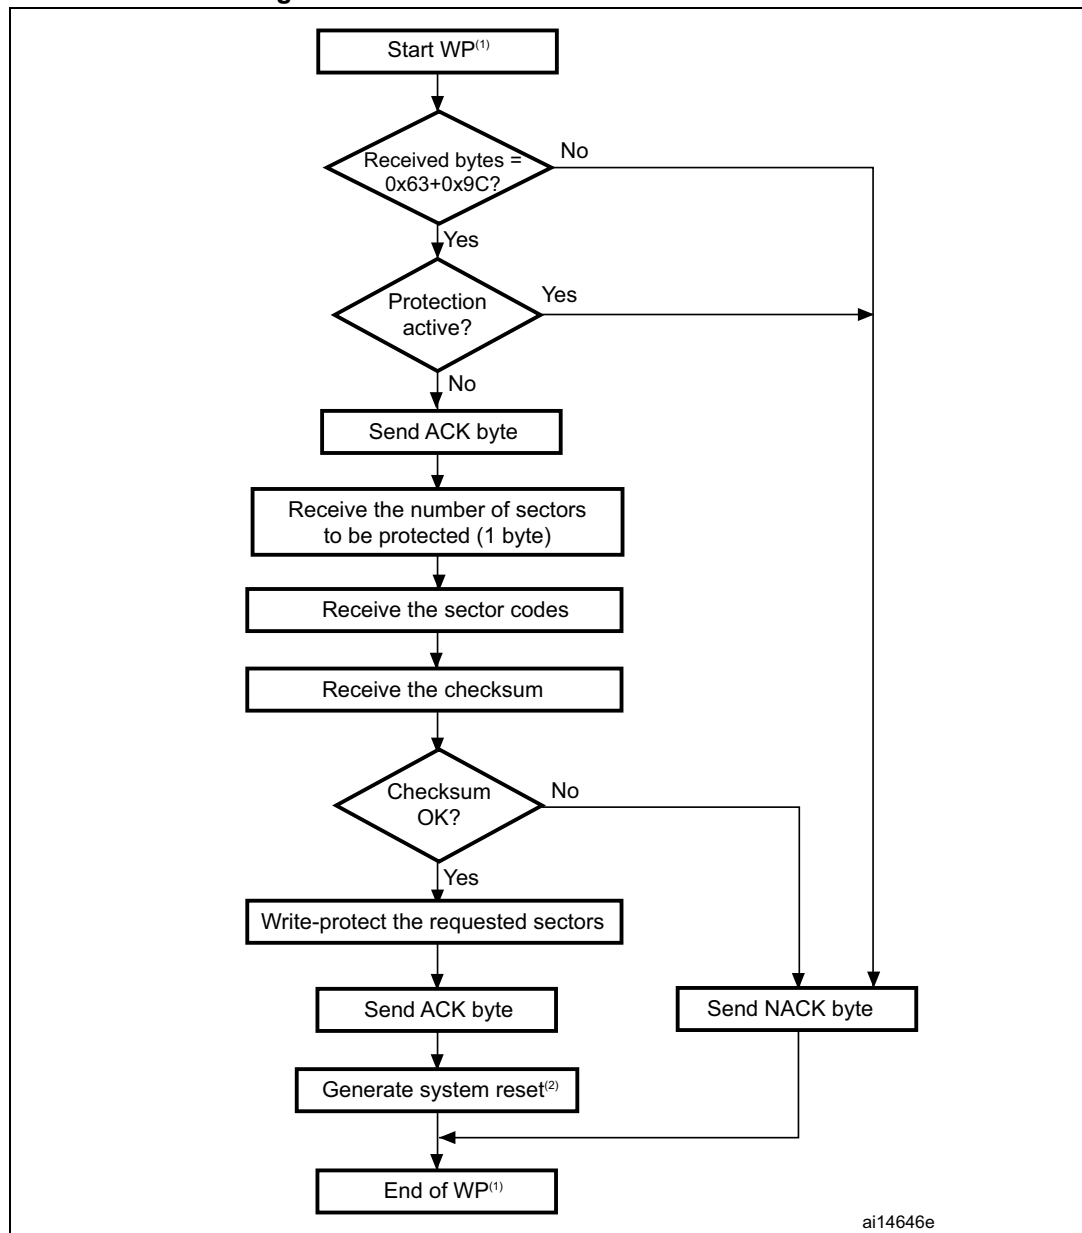 Start WP(1)
Received bytes =
0x63+0x9C?
No
Yes
Protection
active?
Yes
No
Send ACK byte
Receive the number of sectors
to be protected (1 byte)
Receive the sector codes
Receive the checksum
Checksum
OK?
No
Yes
Write-protect the requested sectors
Send ACK byte
Send NACK byte
Generate system reset(2)
End of WP(1)
ai14646e